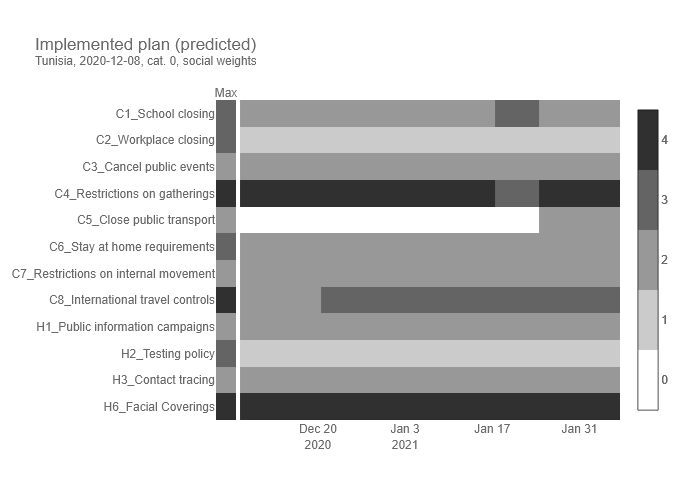 Implemented plan (predicted)
Tunisia, 2020-12-08, cat. 0, social weights
Max
C1_School closing
C2_Workplace closing
C3_Cancel public events
C4_Restrictions on gatherings
C5_Close public transport
C6_Stay at home requirements
C7_Restrictions on internal movement
C8_International travel controls
H1_Public information campaigns
H2_Testing policy
H3_Contact tracing
H6_Facial Coverings
4
3
2
1
0
Dec 20 Jan 3 Jan 17 Jan 31
2020 2021